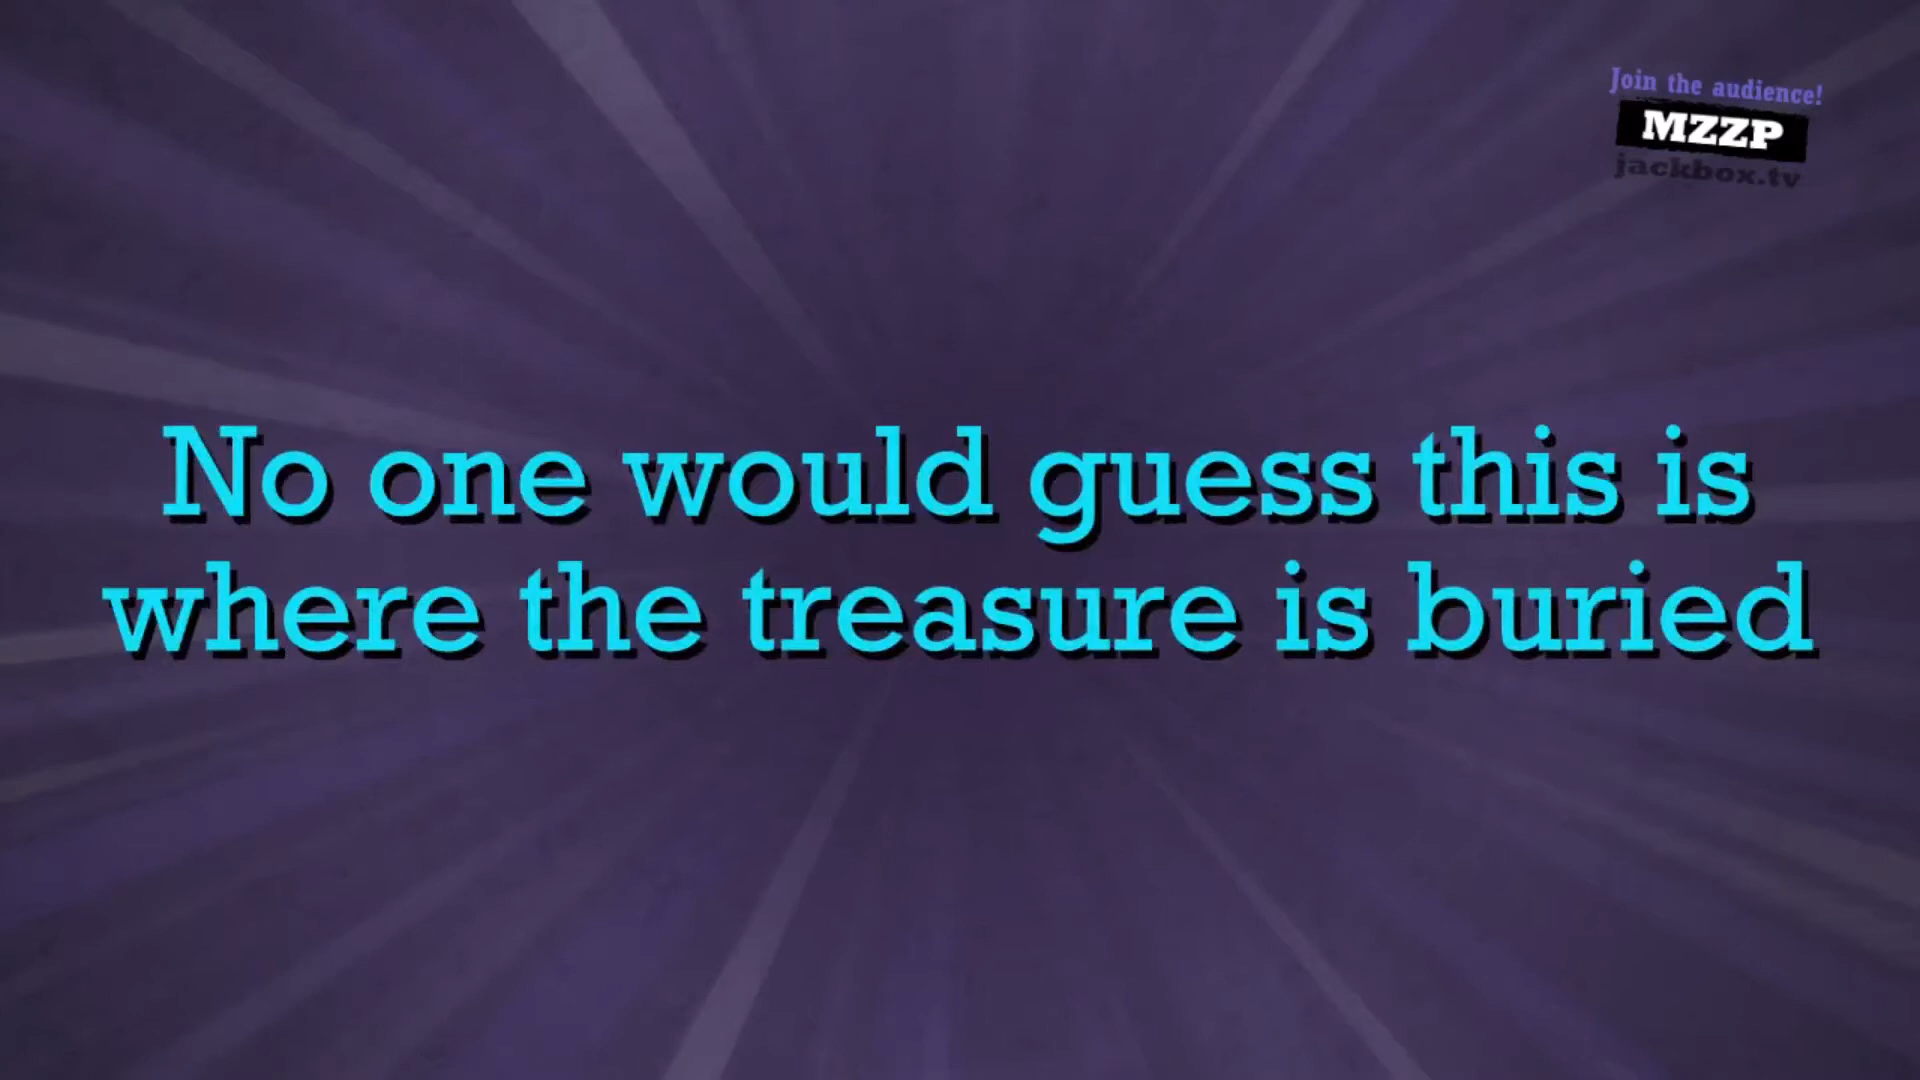 Join the audience!
MZZP
jackbox.tv
No one would guess this is
where the treasure is buried